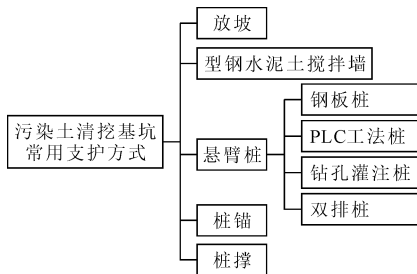 污染土清挖基坑
常用支护方式
放坡
型钢水泥土搅拌墙
悬臂桩
钢板桩
PLC工法桩
钻孔灌注桩
双排桩
桩锚
桩撑